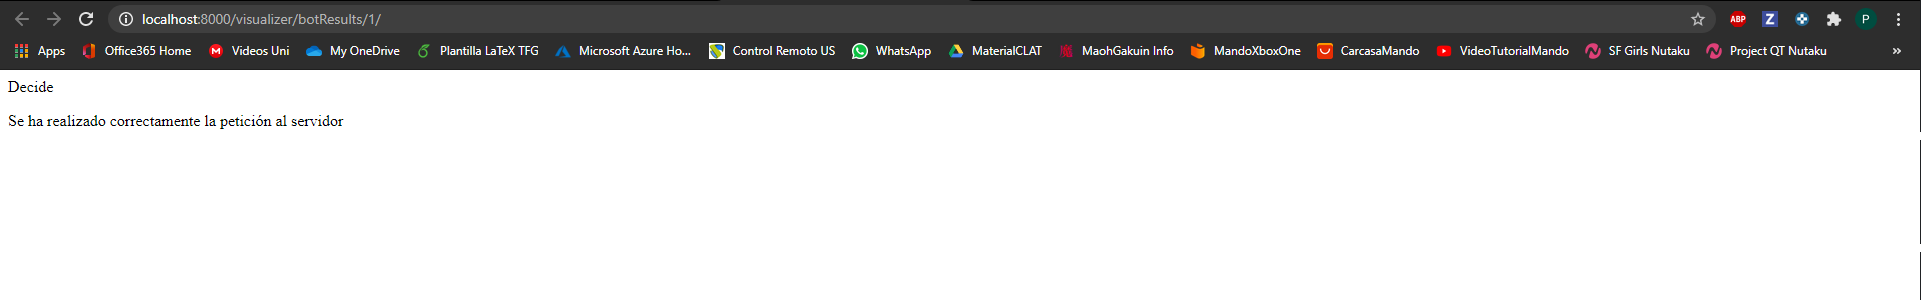 localhost:8000/visualizer/botResults/1/
ABP
Z
P
Apps Office365 Home M Videos Uni My OneDrive Plantilla LaTeX TFG Microsoft Azure Ho... Control Remoto US WhatsApp MaterialCLAT MaohGakuin Info MandoXboxOne CarcasaMando VideoTutorialMando SF Girls Nutaku Project QT Nutaku »
Decide
Se ha realizado correctamente la petición al servidor